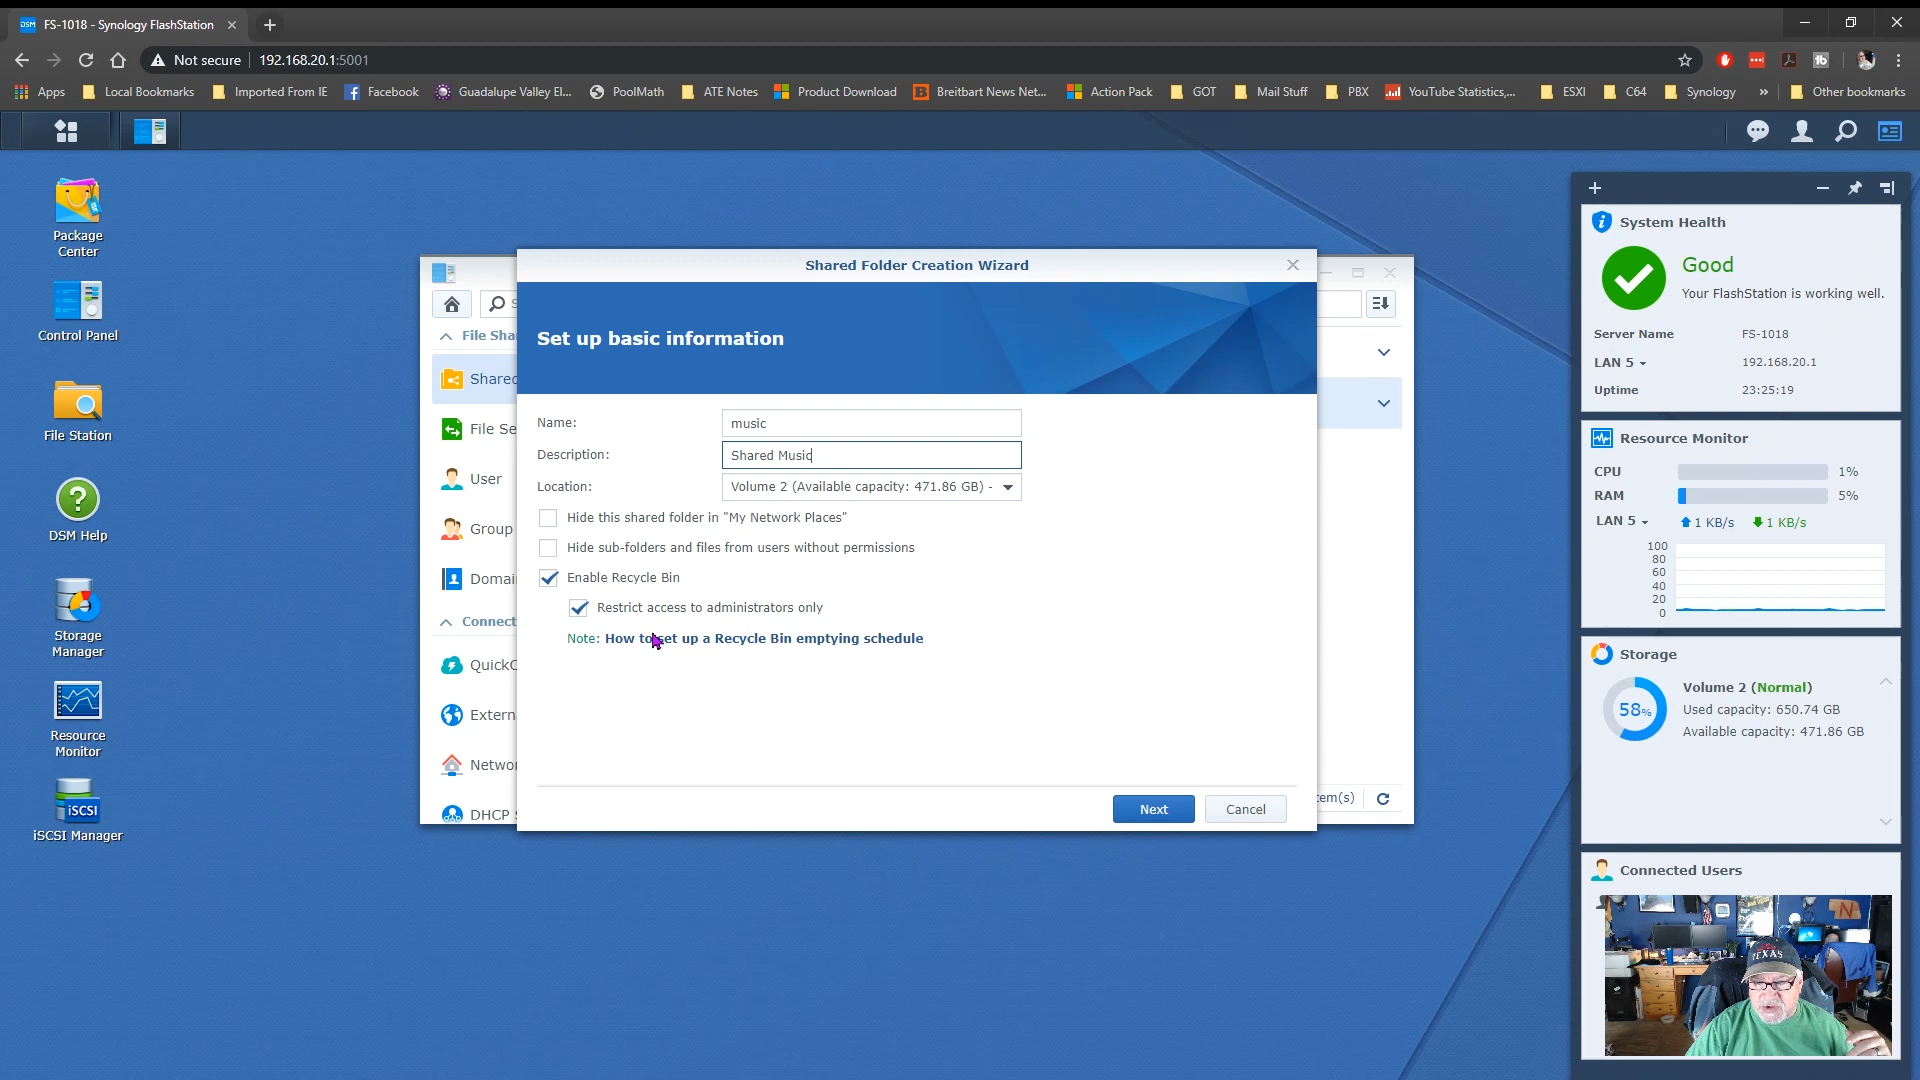 FS-1018 - Synology FlashStation
Not secure
192.168.20.1:5001
Apps
Local Bookmarks
Imported From IE
Facebook
Guadalupe Valley El...
PoolMath
ATE Notes
Product Download
Breitbart News Net...
Action Pack
GOT
Mail Stuff
PBX
YouTube Statistics,...
ESXI
C64
Synology
»
Other bookmarks
Package
Center
Control Panel
File Station
DSM Help
Storage
Manager
Resource
Monitor
iSCSI
iSCSI Manager
File Sha
Shared
File Se
User
Group
Domai
Connect
QuickC
Extern
Netwo
DHCP
Shared Folder Creation Wizard
Set up basic information
Name:
music
Description:
Shared Music
Location:
Volume 2 (Available capacity: 471.86 GB) -
Hide this shared folder in "My Network Places"
Hide sub-folders and files from users without permissions
Enable Recycle Bin
Restrict access to administrators only
Note: How to set up a Recycle Bin emptying schedule
Next
Cancel
tem(s)
System Health
Good
Your FlashStation is working well.
Server Name
FS-1018
LAN 5
192.168.20.1
Uptime
23:25:19
Resource Monitor
CPU
1%
RAM
5%
LAN 5
1 KB/s
1 KB/s
100
80
60
40
20
0
Storage
58%
Volume 2 (Normal)
Used capacity: 650.74 GB
Available capacity: 471.86 GB
Connected Users
N
TEXAS